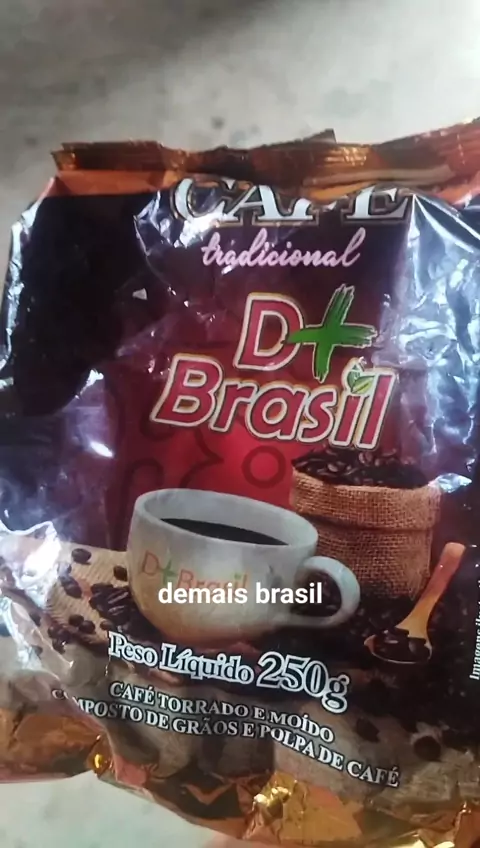 CAFÉ
tradicional
D+
Brasil
D+Brasil
demais brasil
Peso Líquido 250g
CAFÉ TORRADO E MOÍDO
COMPOSTO DE GRÃOS E POLPA DE CAFÉ